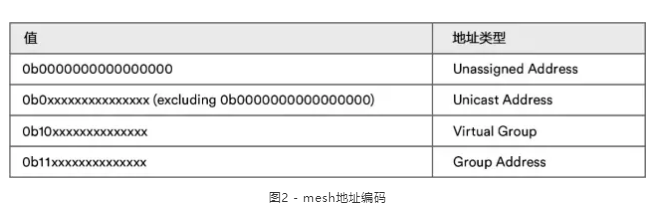 值 地址类型
0b0000000000000000 Unassigned Address
0b0xxxxxxxxxxxxxxx (excluding 0b0000000000000000) Unicast Address
0b10xxxxxxxxxxxxxx Virtual Group
0b11xxxxxxxxxxxxxx Group Address
图2 - mesh地址编码